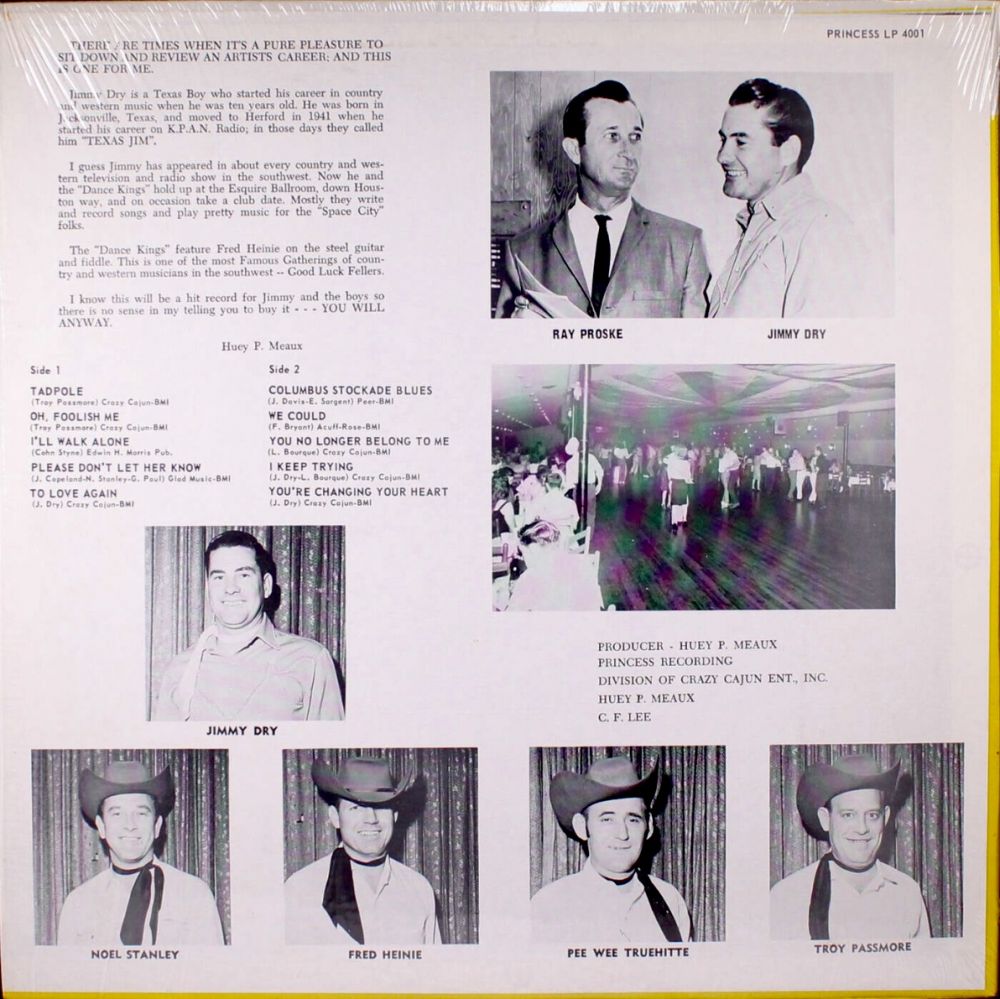 PRINCESS LP 4001
THERE ARE TIMES WHEN IT'S A PURE PLEASURE TO
SIT DOWN AND REVIEW AN ARTISTS CAREER; AND THIS
IS ONE FOR ME.
Jimmy Dry is a Texas Boy who started his career in country
and western music when he was ten years old. He was born in
Jacksonville, Texas, and moved to Herford in 1941 when he
started his career on K.P.A.N. Radio; in those days they called
him "TEXAS JIM".
I guess Jimmy has appeared in about every country and wes-
tern television and radio show in the southwest. Now he and
the "Dance Kings" hold up at the Esquire Ballroom, down Hous-
ton way, and on occasion take a club date. Mostly they write
and record songs and play pretty music for the "Space City"
folks.
The "Dance Kings" feature Fred Heinie on the steel guitar
and fiddle. This is one of the most Famous Gatherings of coun-
try and western musicians in the southwest -- Good Luck Fellers.
I know this will be a hit record for Jimmy and the boys so
there is no sense in my telling you to buy it - - - YOU WILL
ANYWAY.
Huey P. Meaux
Side 1
TADPOLE
(Troy Passmore) Crazy Cajun-BMI
OH, FOOLISH ME
(Troy Passmore) Crazy Cajun-BMI
I'LL WALK ALONE
(Cahn Styne) Edwin H. Morris Pub.
PLEASE DON'T LET HER KNOW
(J. Copeland-N. Stanley-G. Paul) Glad Music-BMI
TO LOVE AGAIN
(J. Dry) Crazy Cajun-BMI
Side 2
COLUMBUS STOCKADE BLUES
(J. Davis-E. Sargent) Peer-BMI
WE COULD
(F. Bryant) Acuff-Rose-BMI
YOU NO LONGER BELONG TO ME
(L. Bourque) Crazy Cajun-BMI
I KEEP TRYING
(J. Dry-L. Bourque) Crazy Cajun-BMI
YOU'RE CHANGING YOUR HEART
(J. Dry) Crazy Cajun-BMI
RAY PROSKE
JIMMY DRY
PRODUCER - HUEY P. MEAUX
PRINCESS RECORDING
DIVISION OF CRAZY CAJUN ENT., INC.
HUEY P. MEAUX
C. F. LEE
JIMMY DRY
NOEL STANLEY
FRED HEINIE
PEE WEE TRUEHITTE
TROY PASSMORE